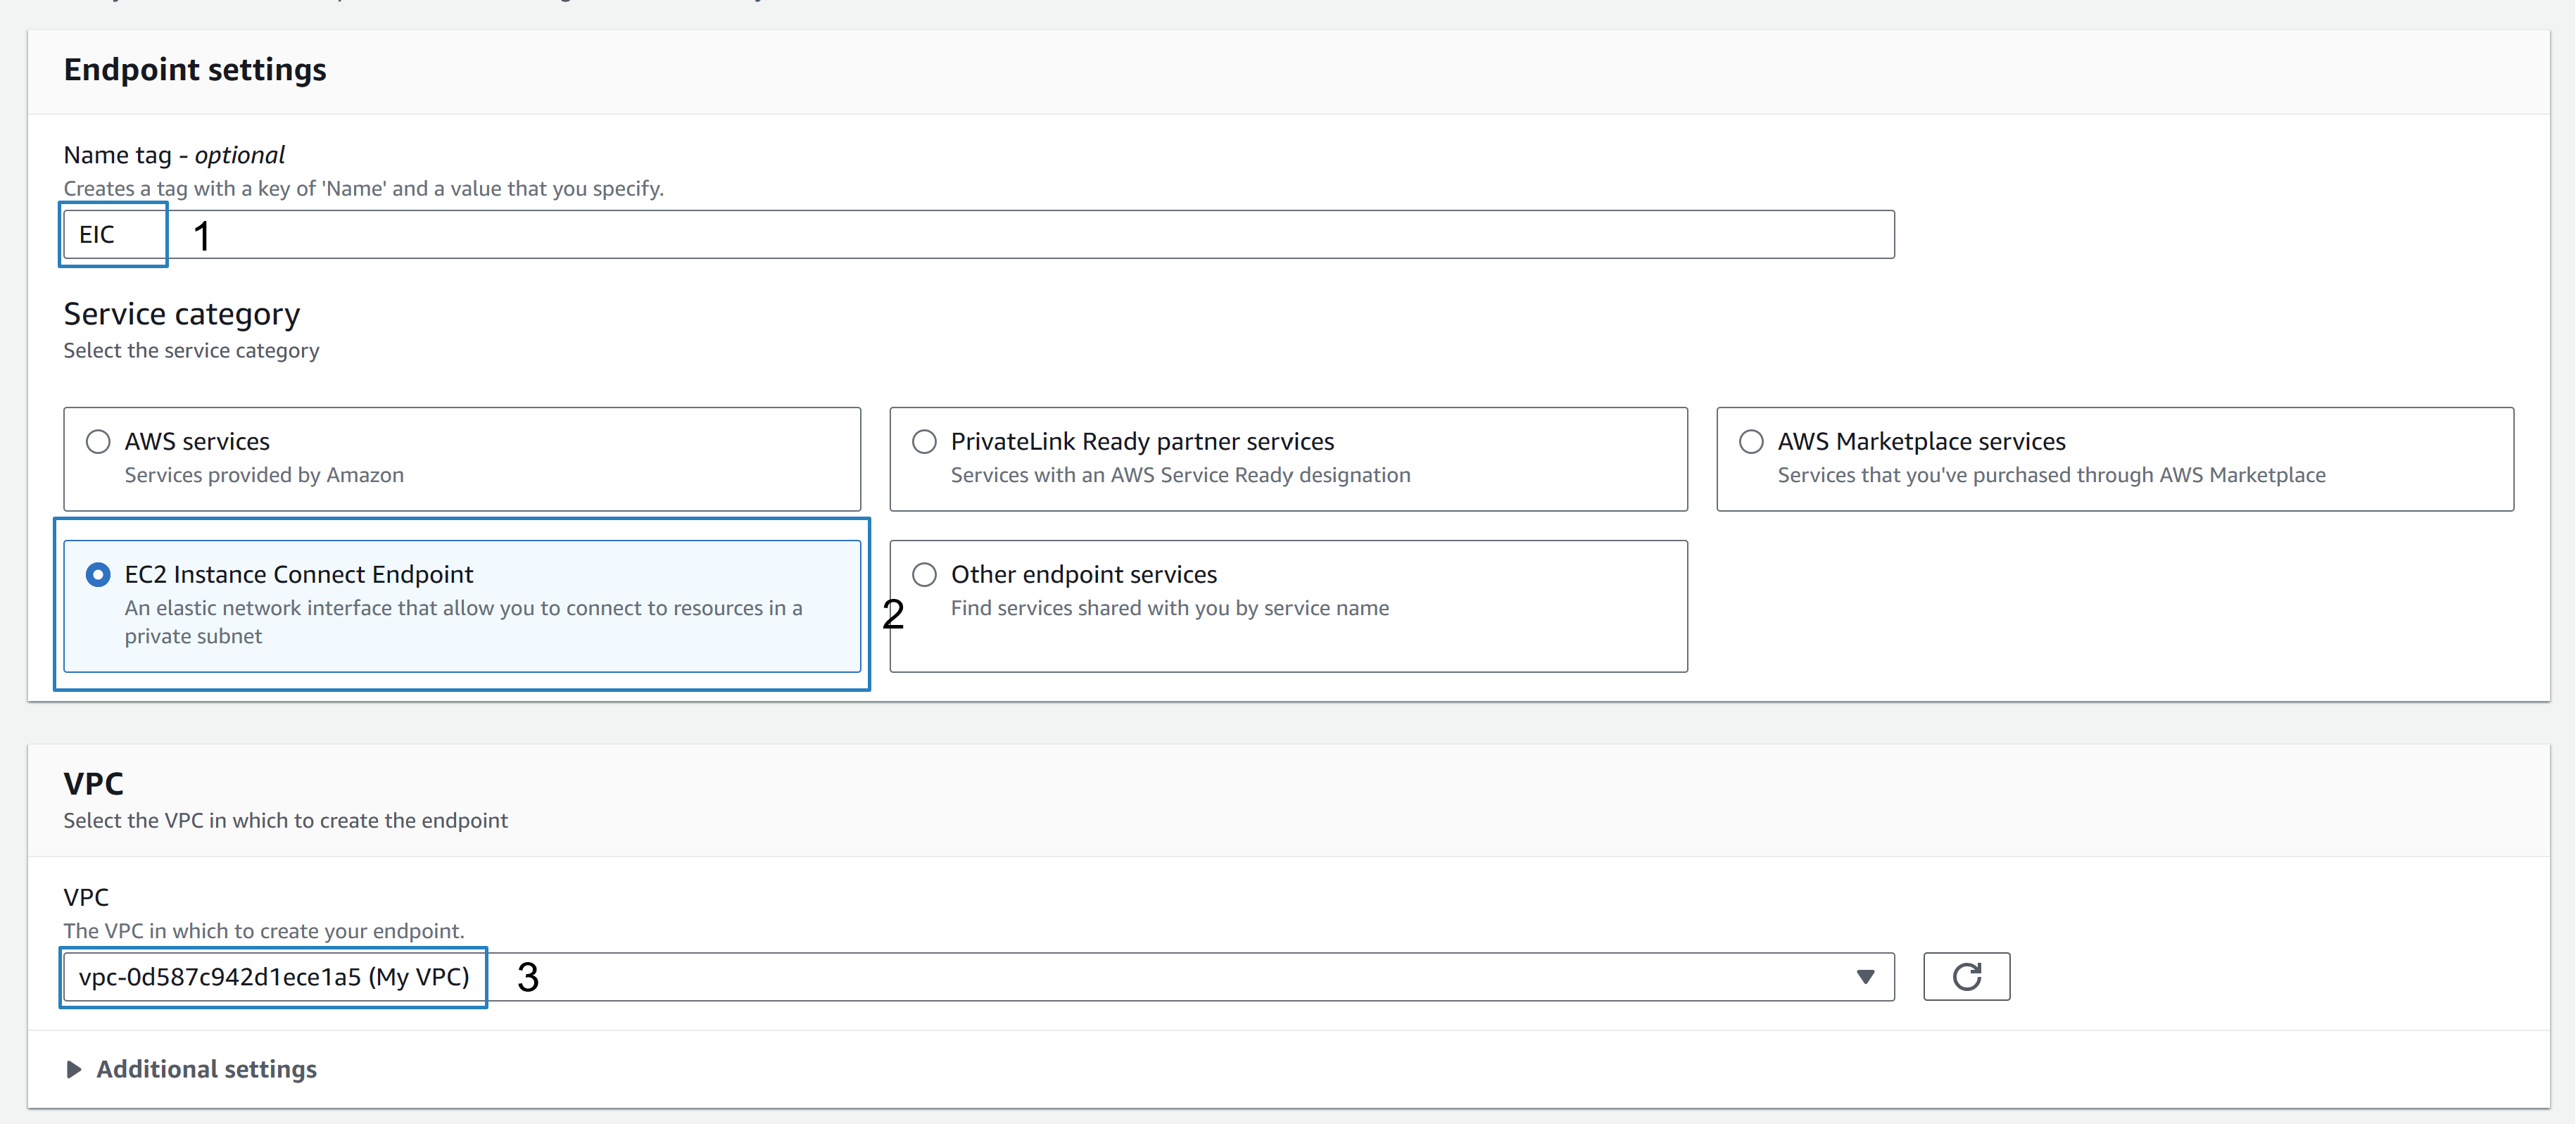 Endpoint settings
Name tag - optional
Creates a tag with a key of 'Name' and a value that you specify.
EIC 1
Service category
Select the service category
AWS services
Services provided by Amazon
PrivateLink Ready partner services
Services with an AWS Service Ready designation
AWS Marketplace services
Services that you've purchased through AWS Marketplace
EC2 Instance Connect Endpoint
An elastic network interface that allow you to connect to resources in a
private subnet
2
Other endpoint services
Find services shared with you by service name
VPC
Select the VPC in which to create the endpoint
VPC
The VPC in which to create your endpoint.
vpc-0d587c942d1ece1a5 (My VPC) 3
Additional settings